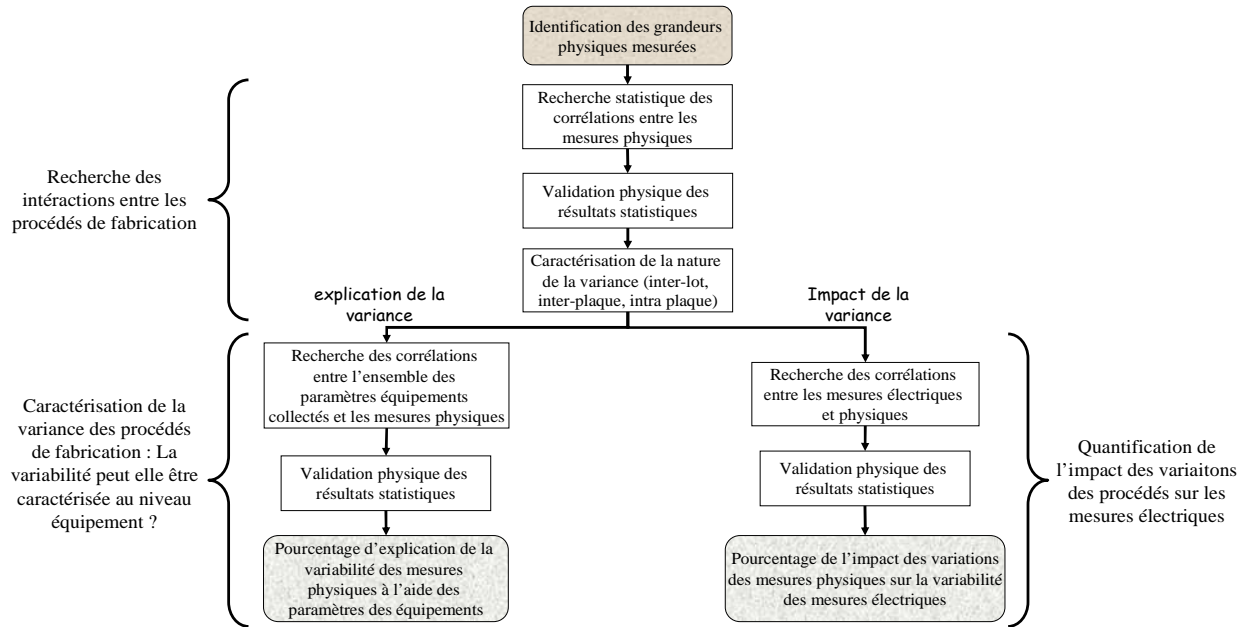 Identification des grandeurs
physiques mesurées
Recherche statistique des
corrélations entre les
mesures physiques
Recherche des
intéractions entre les
procédés de fabrication
Validation physique des
résultats statistiques
Caractérisation de la nature
de la variance (inter-lot,
inter-plaque, intra plaque)
explication de la
variance
Impact de la
variance
Caractérisation de la
variance des procédés
de fabrication : La
variabilité peut elle être
caractérisée au niveau
équipement ?
Recherche des corrélations
entre l'ensemble des
paramètres équipements
collectés et les mesures physiques
Validation physique des
résultats statistiques
Pourcentage d'explication de la
variabilité des mesures
physiques à l'aide des
paramètres des équipements
Recherche des corrélations
entre les mesures électriques
et physiques
Validation physique des
résultats statistiques
Pourcentage de l'impact des variations
des mesures physiques sur la variabilité
des mesures électriques
Quantification de
l'impact des variaitons
des procédés sur les
mesures électriques